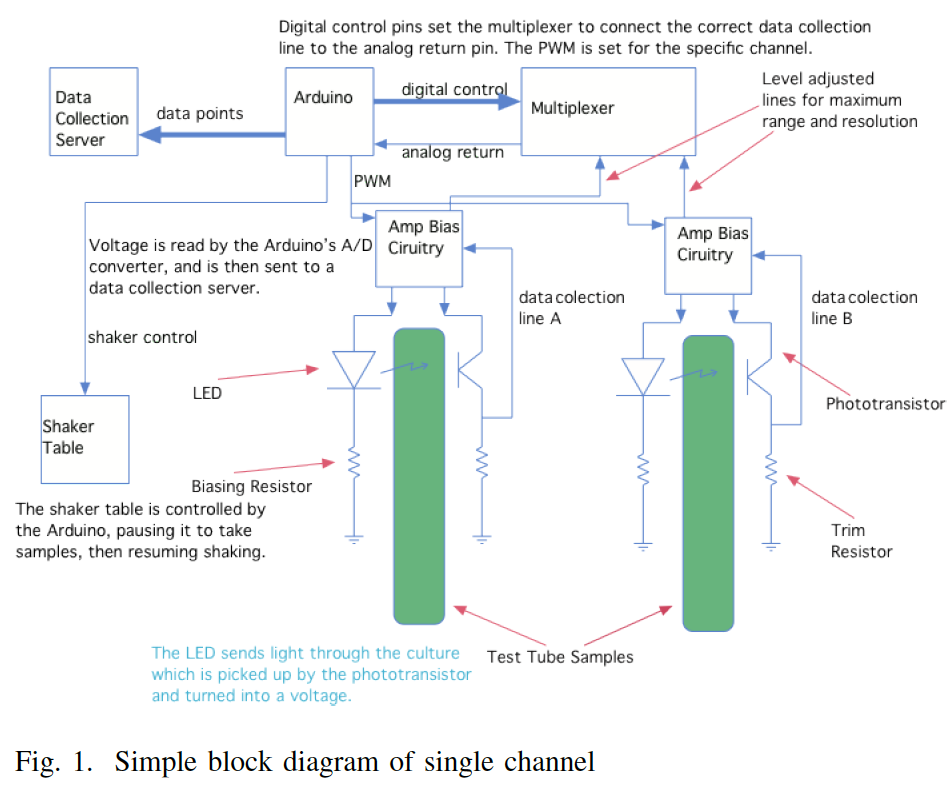 Digital control pins set the multiplexer to connect the correct data collection
line to the analog return pin. The PWM is set for the specific channel.
Data
Collection
Server
data points
Arduino
digital control
analog return
Multiplexer
Level adjusted
lines for maximum
range and resolution
PWM
Amp Bias
Ciruitry
Amp Bias
Ciruitry
Voltage is read by the Arduino's A/D
converter, and is then sent to a
data collection server.
data colection
line A
data colection
line B
shaker control
LED
Phototransistor
Shaker
Table
Biasing Resistor
The shaker table is controlled by
the Arduino, pausing it to take
samples, then resuming shaking.
Trim
Resistor
The LED sends light through the culture
which is picked up by the phototransistor
and turned into a voltage.
Test Tube Samples
Fig. 1. Simple block diagram of single channel